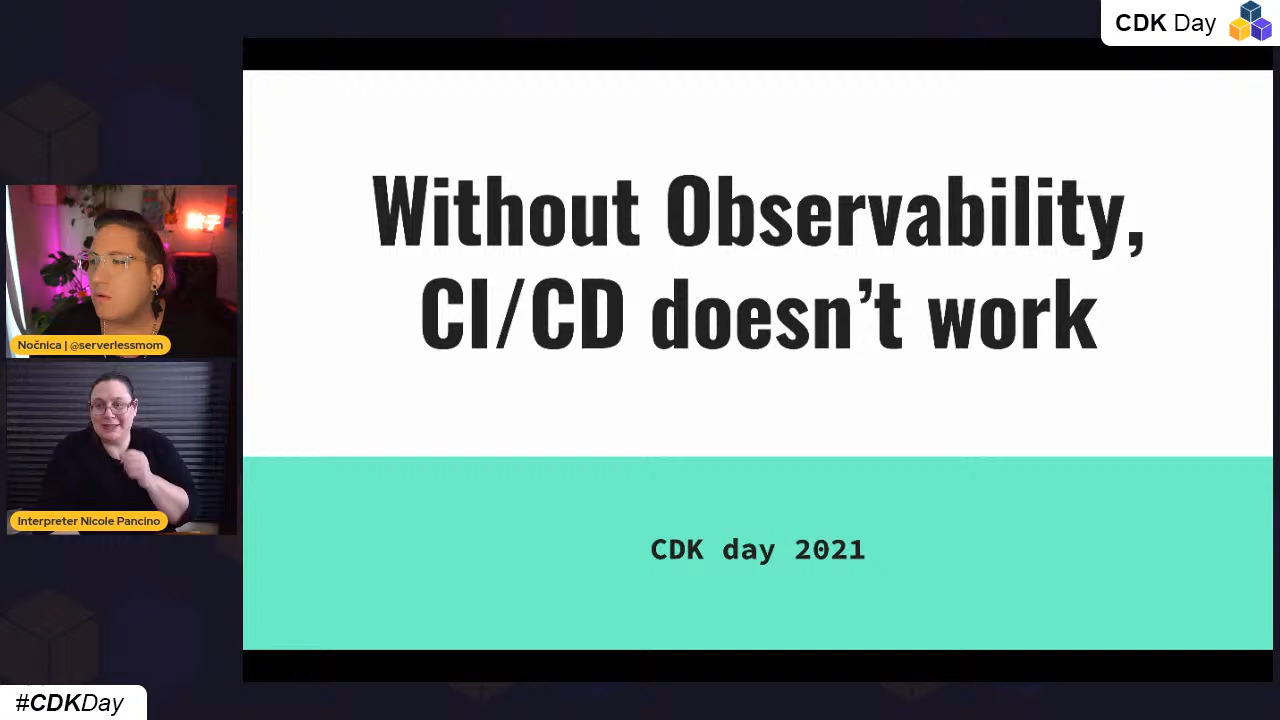 CDK Day
Without Observability,
CI/CD doesn’t work
Nočnica | @serverlessmom
Interpreter Nicole Pancino
CDK day 2021
#CDKDay